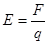 E = F/q